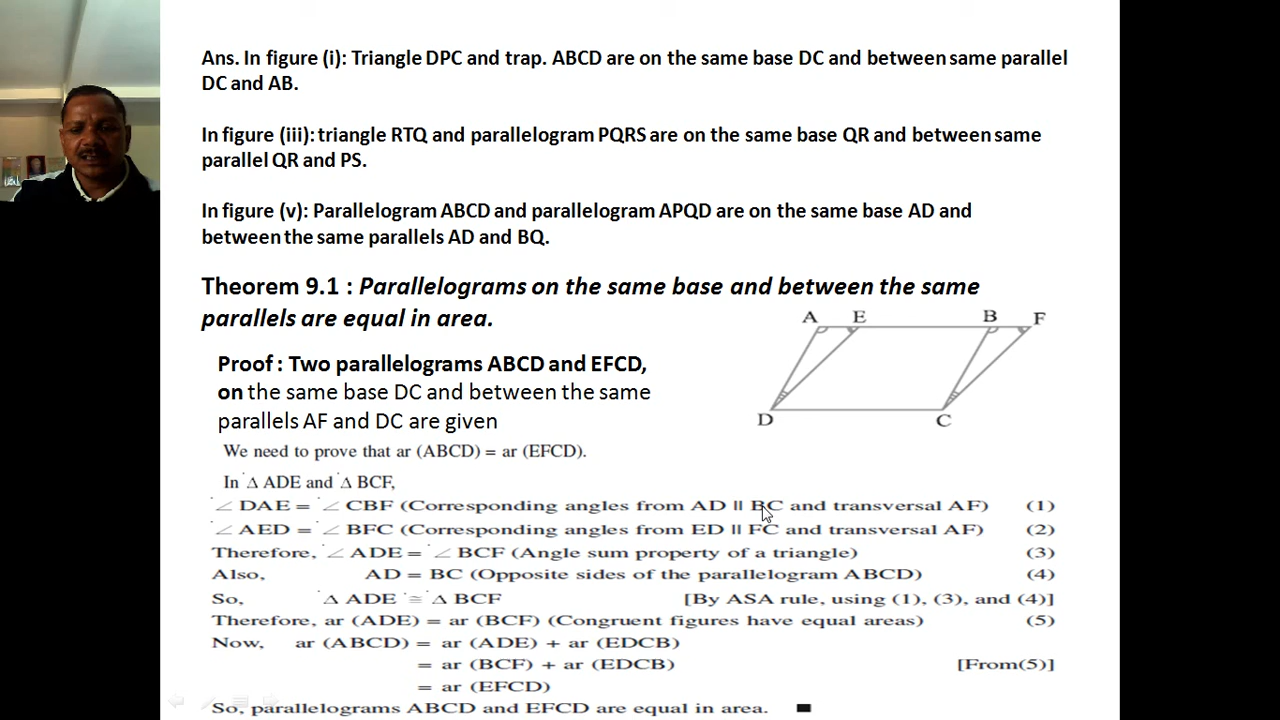 Ans. In figure (i): Triangle DPC and trap. ABCD are on the same base DC and between same parallel
DC and AB.
In figure (iii): triangle RTQ and parallelogram PQRS are on the same base QR and between same
parallel QR and PS.
In figure (v): Parallelogram ABCD and parallelogram APQD are on the same base AD and
between the same parallels AD and BQ.
Theorem 9.1 : Parallelograms on the same base and between the same
parallels are equal in area.
A E B F
D C
Proof : Two parallelograms ABCD and EFCD,
on the same base DC and between the same
parallels AF and DC are given
We need to prove that ar (ABCD) = ar (EFCD).
In ∆ ADE and ∆ BCF,
∠ DAE = ∠ CBF (Corresponding angles from AD || BC and transversal AF) (1)
∠ AED = ∠ BFC (Corresponding angles from ED || FC and transversal AF) (2)
Therefore, ∠ ADE = ∠ BCF (Angle sum property of a triangle) (3)
Also, AD = BC (Opposite sides of the parallelogram ABCD) (4)
So, ∆ ADE ≅ ∆ BCF [By ASA rule, using (1), (3), and (4)]
Therefore, ar (ADE) = ar (BCF) (Congruent figures have equal areas) (5)
Now, ar (ABCD) = ar (ADE) + ar (EDCB)
= ar (BCF) + ar (EDCB) [From(5)]
= ar (EFCD)
So, parallelograms ABCD and EFCD are equal in area. ■